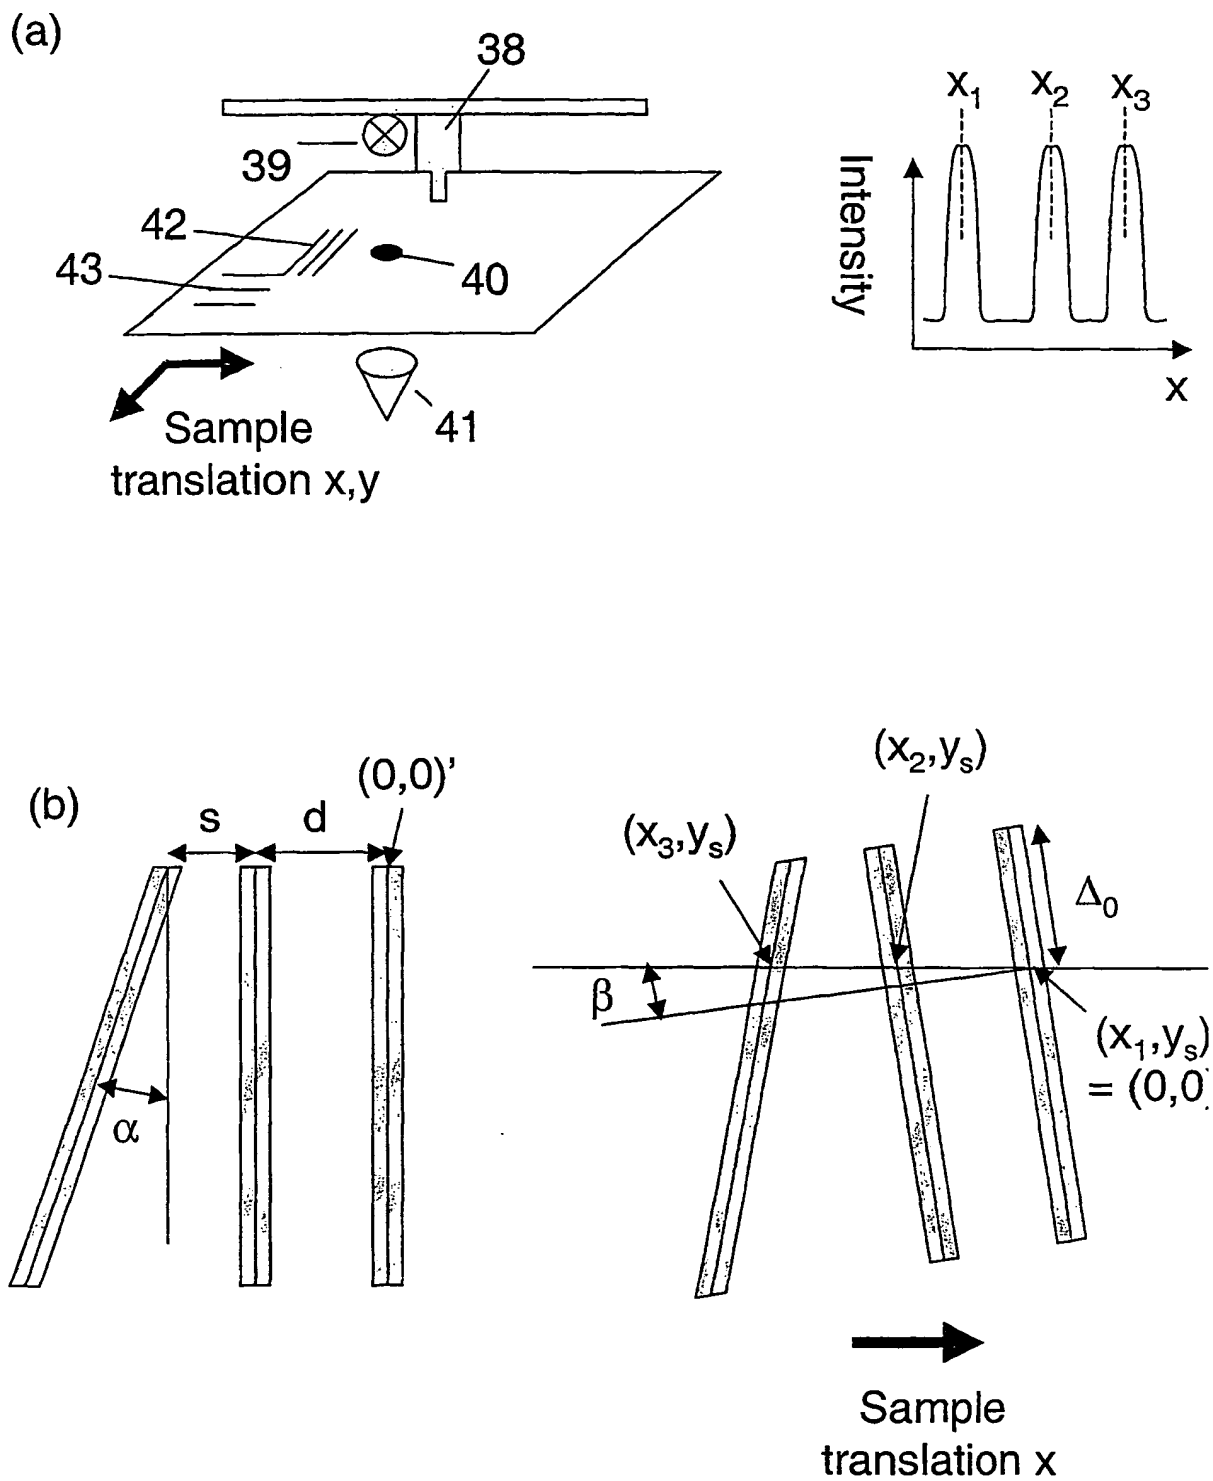 (a)
38
39
42
43
40
41
Sample
translation x,y
x₁ x₂ x₃
Intensity
x
(b)
s
d
(0,0)'
α
(x₂,yₛ)
(x₃,yₛ)
Δ₀
β
(x₁,yₛ)
= (0,0)
Sample
translation x